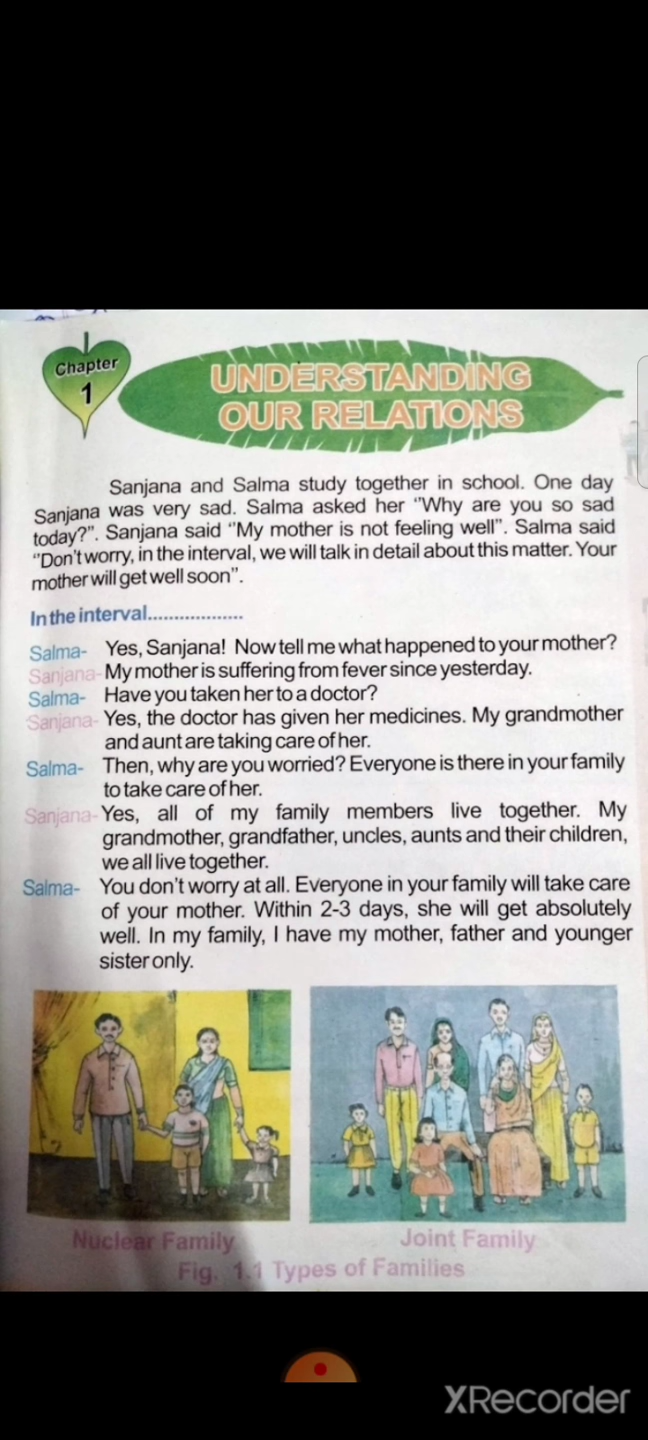 Chapter
1
UNDERSTANDING
OUR RELATIONS
Sanjana and Salma study together in school. One day
Sanjana was very sad. Salma asked her "Why are you so sad
today?". Sanjana said "My mother is not feeling well". Salma said
"Don't worry, in the interval, we will talk in detail about this matter. Your
mother will get well soon".
In the interval..................
Salma- Yes, Sanjana! Now tell me what happened to your mother?
Sanjana- My mother is suffering from fever since yesterday.
Salma- Have you taken her to a doctor?
Sanjana- Yes, the doctor has given her medicines. My grandmother
and aunt are taking care of her.
Salma- Then, why are you worried? Everyone is there in your family
to take care of her.
Sanjana- Yes, all of my family members live together. My
grandmother, grandfather, uncles, aunts and their children,
we all live together.
Salma- You don't worry at all. Everyone in your family will take care
of your mother. Within 2-3 days, she will get absolutely
well. In my family, I have my mother, father and younger
sister only.
Nuclear Family
Joint Family
Fig. 1.1 Types of Families
XRecorder